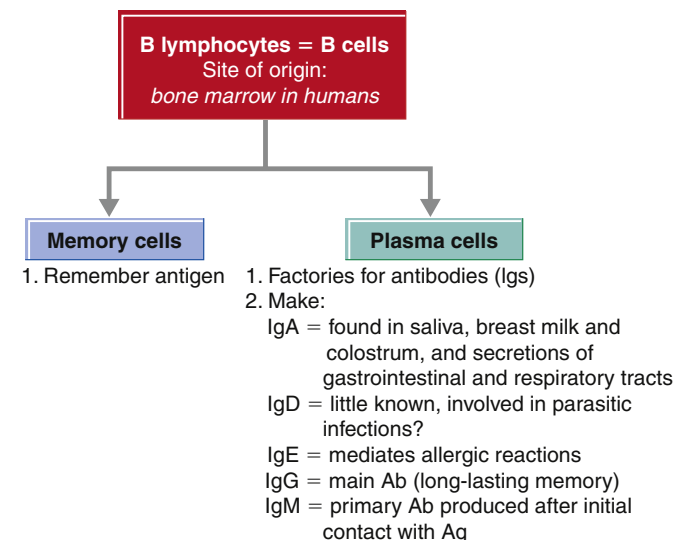 B lymphocytes = B cells
Site of origin:
bone marrow in humans
Memory cells
1. Remember antigen
Plasma cells
1. Factories for antibodies (Igs)
2. Make:
IgA = found in saliva, breast milk and
colostrum, and secretions of
gastrointestinal and respiratory tracts
IgD = little known, involved in parasitic
infections?
IgE = mediates allergic reactions
IgG = main Ab (long-lasting memory)
IgM = primary Ab produced after initial
contact with Ag